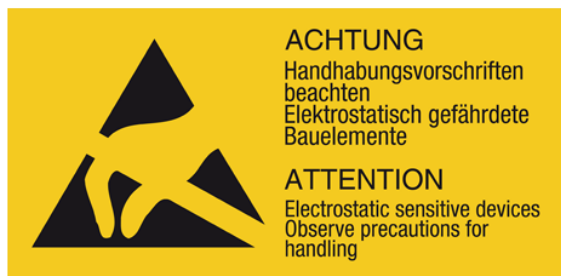 ACHTUNG
Handhabungsvorschriften
beachten
Elektrostatisch gefährdete
Bauelemente
ATTENTION
Electrostatic sensitive devices
Observe precautions for
handling